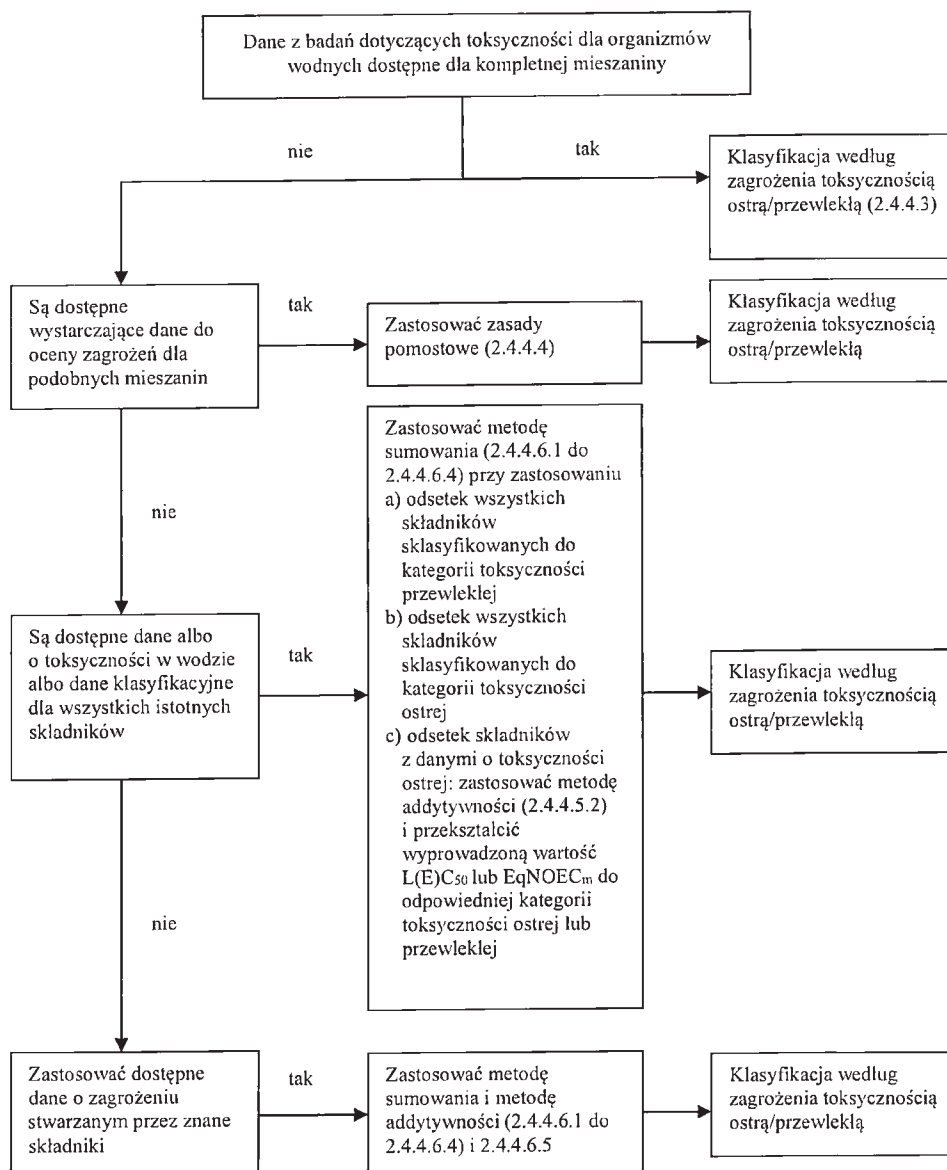 Dane z badań dotyczących toksyczności dla organizmów
wodnych dostępne dla kompletnej mieszaniny
nie
tak
Klasyfikacja według
zagrożenia toksycznością
ostrą/przewlekłą (2.4.4.3)
Są dostępne
wystarczające dane do
oceny zagrożeń dla
podobnych mieszanin
tak
Zastosować zasady
pomostowe (2.4.4.4)
Klasyfikacja według
zagrożenia toksycznością
ostrą/przewlekłą
nie
Zastosować metodę
sumowania (2.4.4.6.1 do
2.4.4.6.4) przy zastosowaniu
a) odsetek wszystkich
składników
sklasyfikowanych do
kategorii toksyczności
przewlekłej
b) odsetek wszystkich
składników
sklasyfikowanych do
kategorii toksyczności
ostrej
c) odsetek składników
z danymi o toksyczności
ostrej: zastosować metodę
addytywności (2.4.4.5.2)
i przekształcić
wyprowadzoną wartość
L(E)C₅₀ lub EqNOECₘ do
odpowiedniej kategorii
toksyczności ostrej lub
przewlekłej
Są dostępne dane albo
o toksyczności w wodzie
albo dane klasyfikacyjne
dla wszystkich istotnych
składników
tak
Klasyfikacja według
zagrożenia toksycznością
ostrą/przewlekłą
nie
Zastosować dostępne
dane o zagrożeniu
stwarzanym przez znane
składniki
tak
Zastosować metodę
sumowania i metodę
addytywności (2.4.4.6.1 do
2.4.4.6.4) i 2.4.4.6.5
Klasyfikacja według
zagrożenia toksycznością
ostrą/przewlekłą